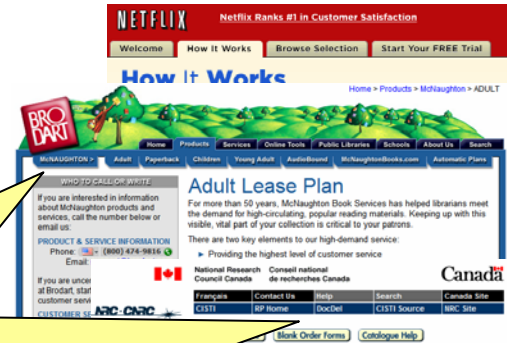 NETFLIX
Netflix Ranks #1 in Customer Satisfaction
Welcome How It Works Browse Selection Start Your FREE Trial
How It Works
Home > Products > McNaughton > ADULT
BRO
DART
Home Products Services Online Tools Public Libraries Schools About Us Search
McNAUGHTON > Adult Paperback Children Young Adult AudioBound McNaughtonBooks.com Automatic Plans
WHO TO CALL OR WRITE
If you are interested in information
about McNaughton products and
services, call the number below or
email us:
PRODUCT & SERVICE INFORMATION
Phone: (800) 474-9816
Email:
If you are uncer
at Brodart, start
customer servi
CUSTOMER SE
Adult Lease Plan
For more than 50 years, McNaughton Book Services has helped librarians meet
the demand for high-circulating, popular reading materials. Keeping up with this
visible, vital part of your collection is critical to your patrons.
There are two key elements to our high-demand service:
Providing the highest level of customer service
National Research Conseil national
Council Canada de recherches Canada
Canada
Français Contact Us Help Search Canada Site
CISTI RP Home DocDel CISTI Source NRC Site
NRC-CNRC
Blank Order Forms Catalogue Help